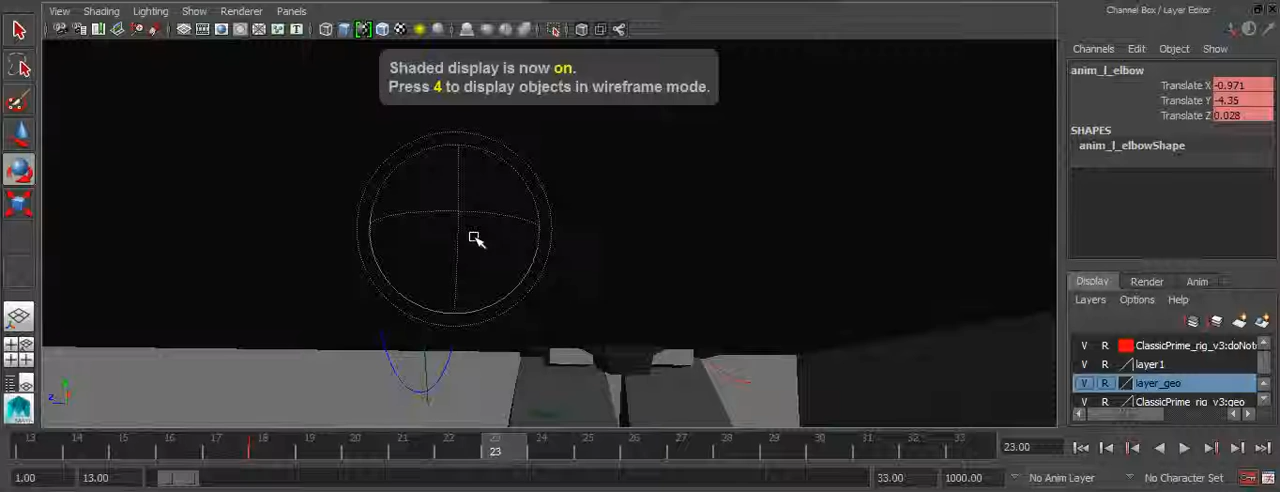 View Shading Lighting Show Renderer Panels
Channel Box / Layer Editor
Channels Edit Object Show
anim_l_elbow
Translate X -0.971
Translate Y -4.35
Translate Z 0.028
SHAPES
anim_l_elbowShape
Shaded display is now on.
Press 4 to display objects in wireframe mode.
Display Render Anim
Layers Options Help
V R ClassicPrime_rig_v3:doNot
V R layer1
V R layer_geo
V R ClassicPrime_rig_v3:geo
13 14 15 16 17 18 19 20 21 22 23 24 25 26 27 28 29 30 31 32 33
23
23.00
1.00 13.00 33.00 1000.00 No Anim Layer No Character Set